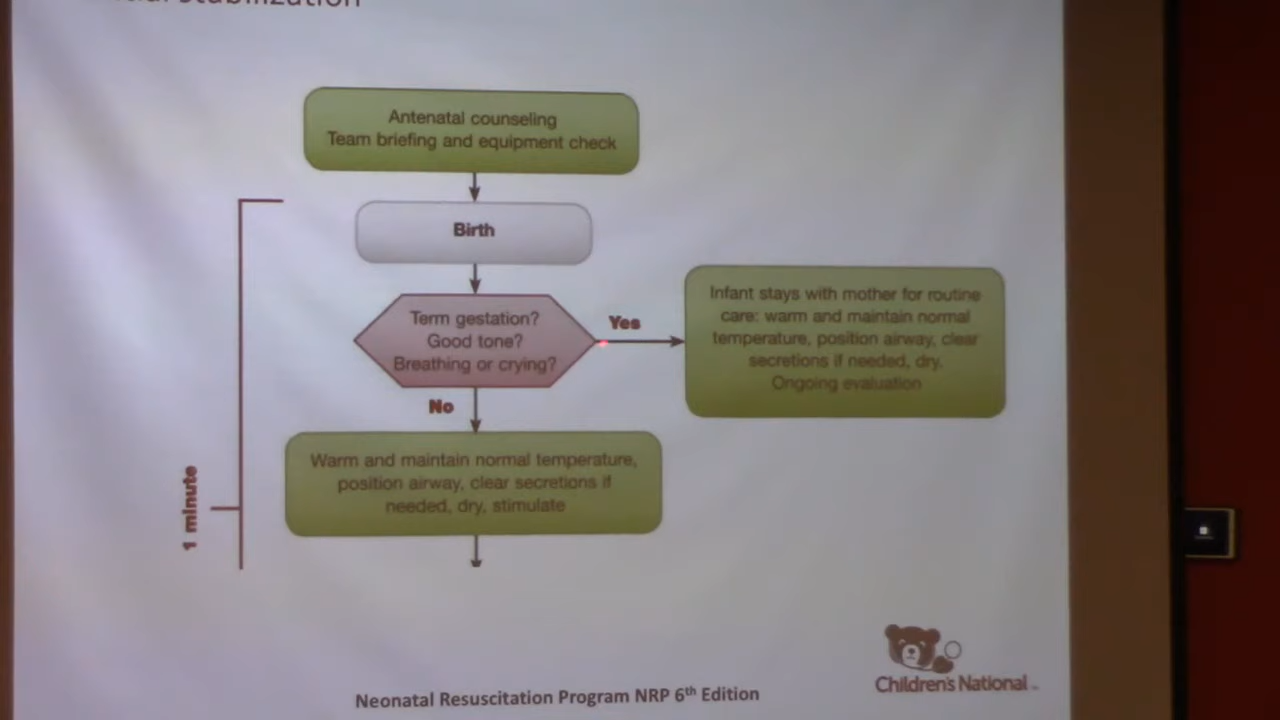 stabilization
Antenatal counseling
Team briefing and equipment check
Birth
Term gestation?
Good tone?
Breathing or crying?
Yes
Infant stays with mother for routine
care: warm and maintain normal
temperature, position airway, clear
secretions if needed, dry.
Ongoing evaluation
No
Warm and maintain normal temperature,
position airway, clear secretions if
needed, dry, stimulate
1 minute
Neonatal Resuscitation Program NRP 6th Edition
Children's National